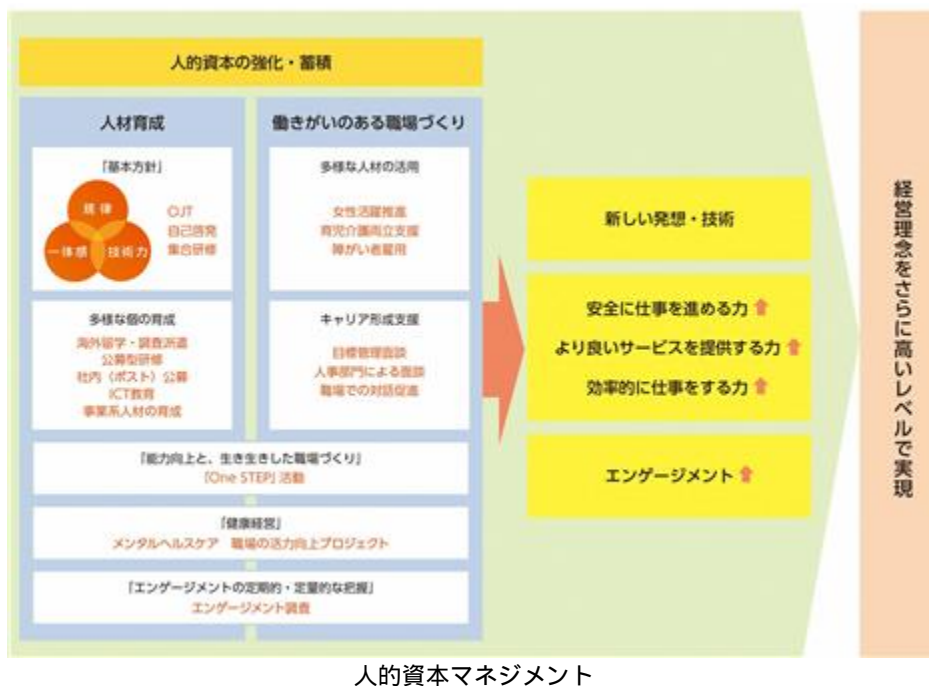 人的資本の強化・蓄積
人材育成
「基本方針」
規律
一体感
技術力
OJT
自己啓発
集合研修
多様な個の育成
海外留学・調査派遣
公募型研修
社内（ポスト）公募
ICT教育
事業系人材の育成
働きがいのある職場づくり
多様な人材の活用
女性活躍推進
育児介護両立支援
障がい者雇用
キャリア形成支援
目標管理面談
人事部門による面談
職場での対話促進
「能力向上と、生き生きした職場づくり」
「One STEP」活動
「健康経営」
メンタルヘルスケア　職場の活力向上プロジェクト
「エンゲージメントの定期的・定量的な把握」
エンゲージメント調査
新しい発想・技術
安全に仕事を進める力
より良いサービスを提供する力
効率的に仕事をする力
エンゲージメント
経営理念をさらに高いレベルで実現
人的資本マネジメント